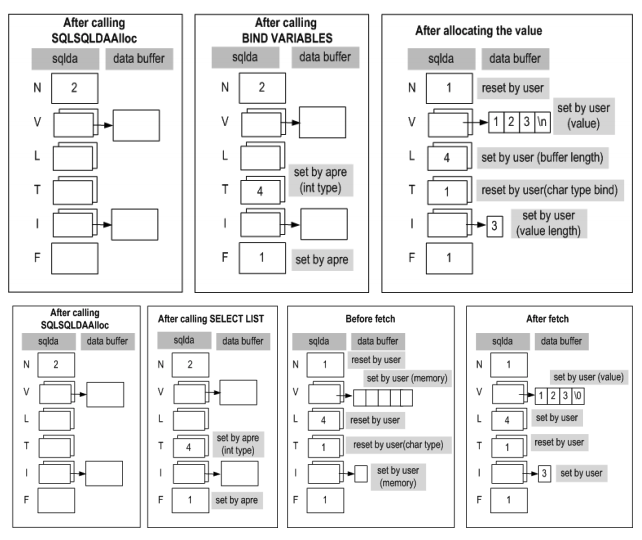 After calling
SQLSQLDAAlloc
sqlda data buffer
N 2
V
L
T
I
F
After calling
BIND VARIABLES
sqlda data buffer
N 2
V
L
set by apre
(int type)
T 4
I
F 1 set by apre
After allocating the value
sqlda data buffer
N 1 reset by user
V 1 2 3 \n
set by user
(value)
L 4 set by user (buffer length)
T 1 reset by user(char type bind)
I 3
set by user
(value length)
F 1
After calling
SQLSQLDAAlloc
sqlda data buffer
N 2
V
L
T
I
F
After calling SELECT LIST
sqlda data buffer
N 2
V
L
T 4
set by apre
(int type)
I
F 1 set by apre
Before fetch
sqlda data buffer
N 1 reset by user
set by user (memory)
V
L 4 reset by user
T 1 reset by user(char type)
I
set by user
(memory)
F 1
After fetch
sqlda data buffer
N 1
set by user (value)
V 1 2 3 \0
L 4 set by user
T 1 reset by user
I 3 set by user
F 1